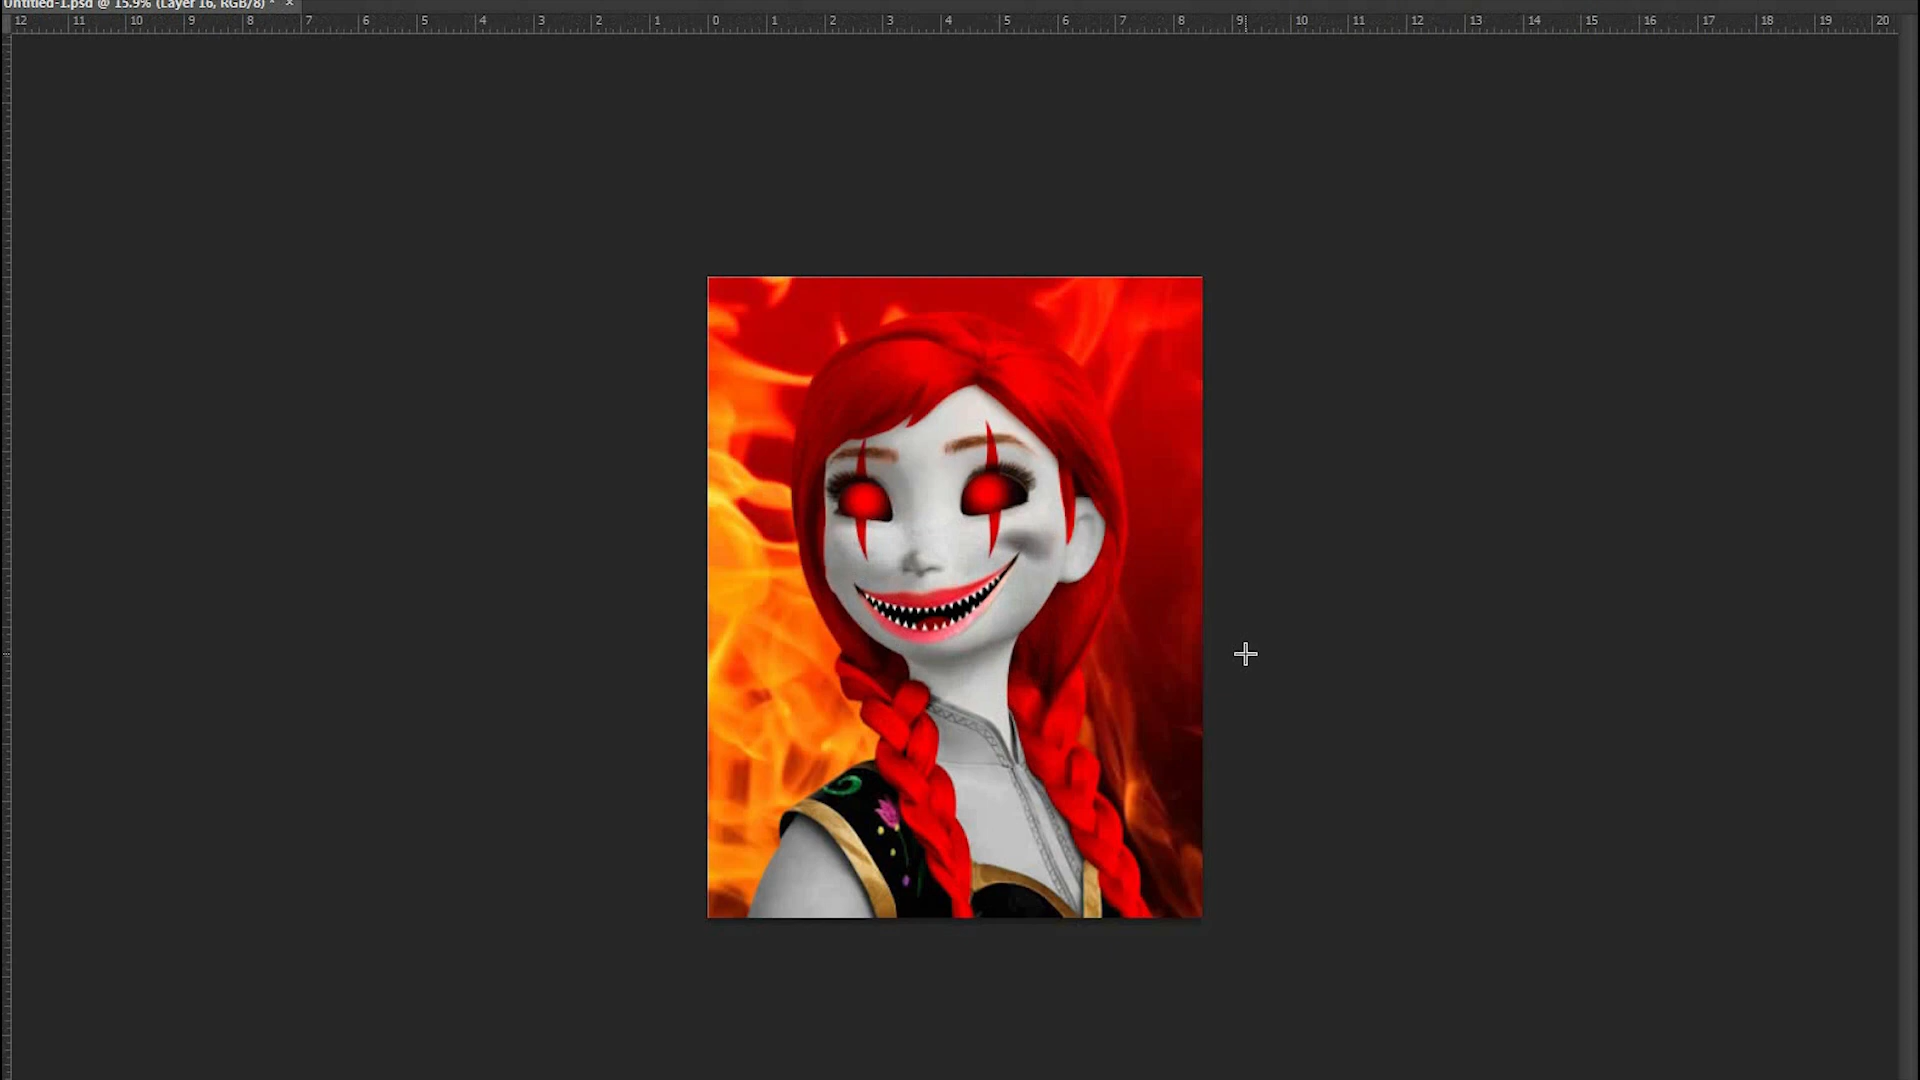 Untitled-1.psd @ 15.9% (Layer 16, RGB/8) * ×
12 11 10 9 8 7 6 5 4 3 2 1 0 1 2 3 4 5 6 7 8 9 10 11 12 13 14 15 16 17 18 19 20